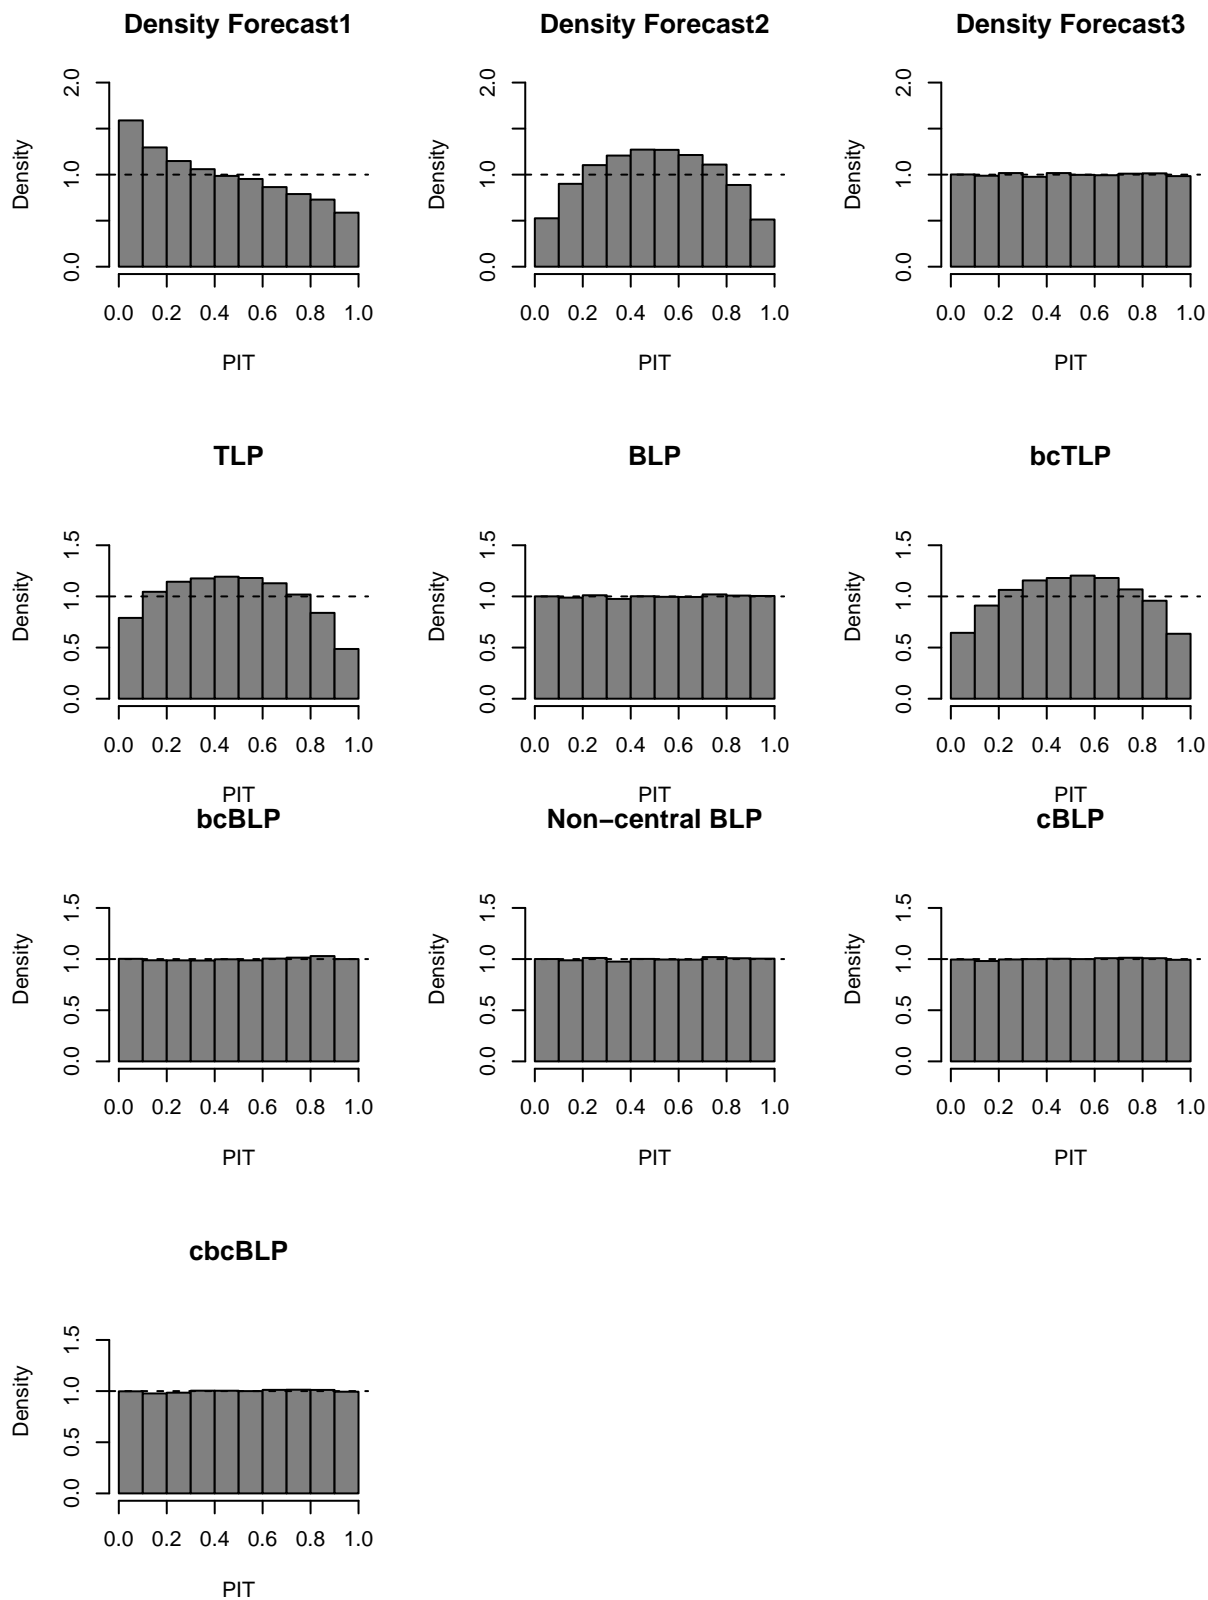 Density Forecast1
Density
0.0 1.0 2.0
0.0 0.2 0.4 0.6 0.8 1.0
PIT
Density Forecast2
Density
0.0 1.0 2.0
0.0 0.2 0.4 0.6 0.8 1.0
PIT
Density Forecast3
Density
0.0 1.0 2.0
0.0 0.2 0.4 0.6 0.8 1.0
PIT
TLP
Density
0.0 0.5 1.0 1.5
0.0 0.2 0.4 0.6 0.8 1.0
PIT
BLP
Density
0.0 0.5 1.0 1.5
0.0 0.2 0.4 0.6 0.8 1.0
PIT
bcTLP
Density
0.0 0.5 1.0 1.5
0.0 0.2 0.4 0.6 0.8 1.0
PIT
bcBLP
Density
0.0 0.5 1.0 1.5
0.0 0.2 0.4 0.6 0.8 1.0
PIT
Non−central BLP
Density
0.0 0.5 1.0 1.5
0.0 0.2 0.4 0.6 0.8 1.0
PIT
cBLP
Density
0.0 0.5 1.0 1.5
0.0 0.2 0.4 0.6 0.8 1.0
PIT
cbcBLP
Density
0.0 0.5 1.0 1.5
0.0 0.2 0.4 0.6 0.8 1.0
PIT